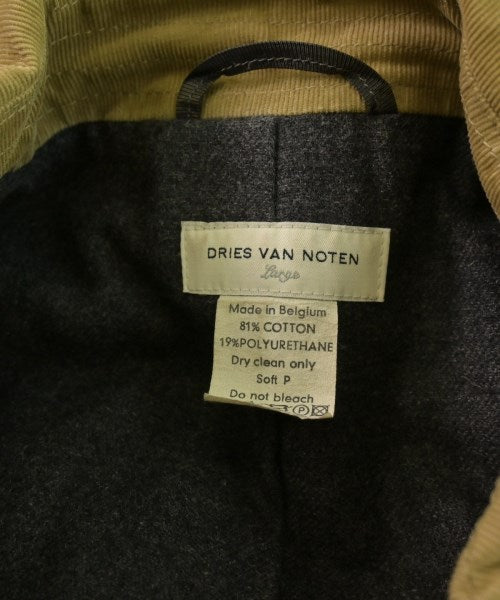 DRIES VAN NOTEN
Large
Made in Belgium
81% COTTON
19%POLYURETHANE
Dry clean only
Soft P
Do not bleach
P